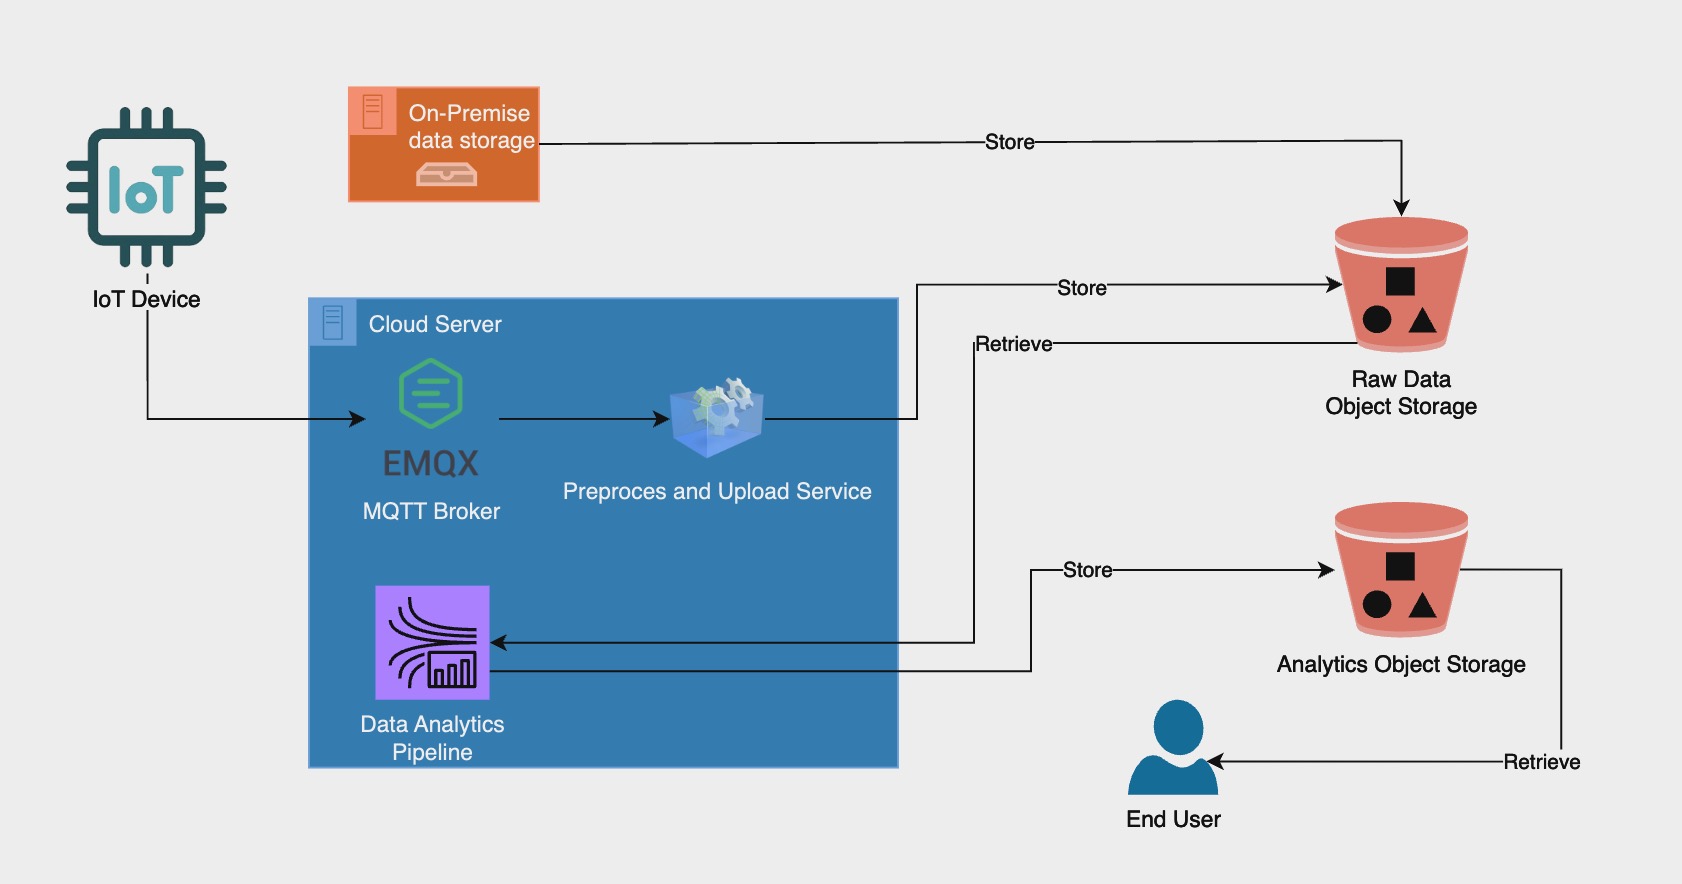 IoT
IoT Device
On-Premise
data storage
Store
Cloud Server
EMQX
MQTT Broker
Preproces and Upload Service
Store
Retrieve
Raw Data
Object Storage
Data Analytics
Pipeline
Store
Analytics Object Storage
Retrieve
End User